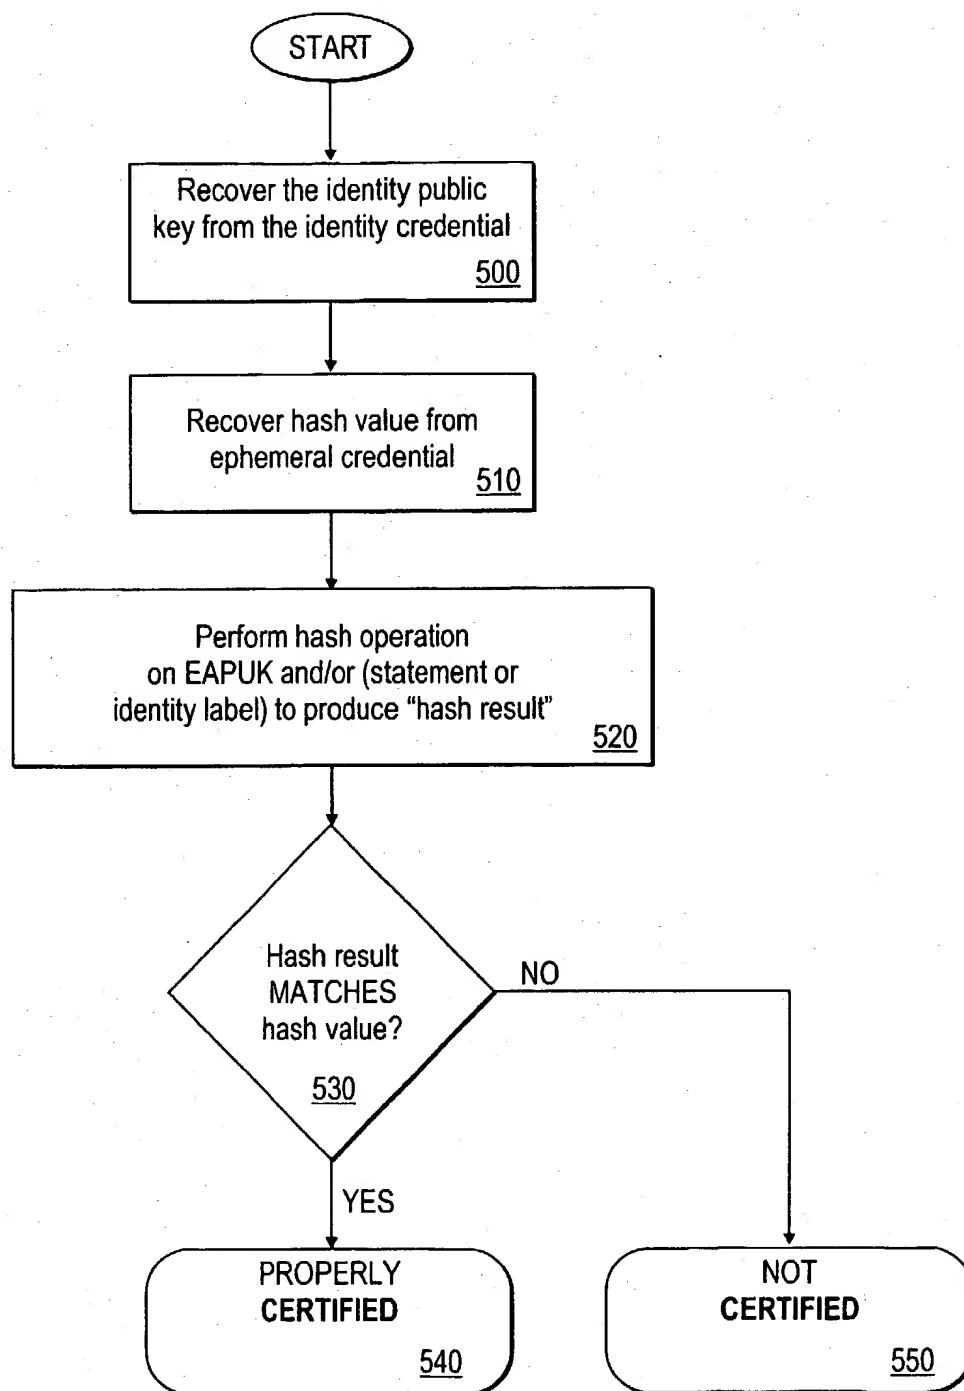 START
Recover the identity public
key from the identity credential
500
Recover hash value from
ephemeral credential
510
Perform hash operation
on EAPUK and/or (statement or
identity label) to produce “hash result”
520
Hash result
MATCHES
hash value?
530
NO
YES
PROPERLY
CERTIFIED
540
NOT
CERTIFIED
550